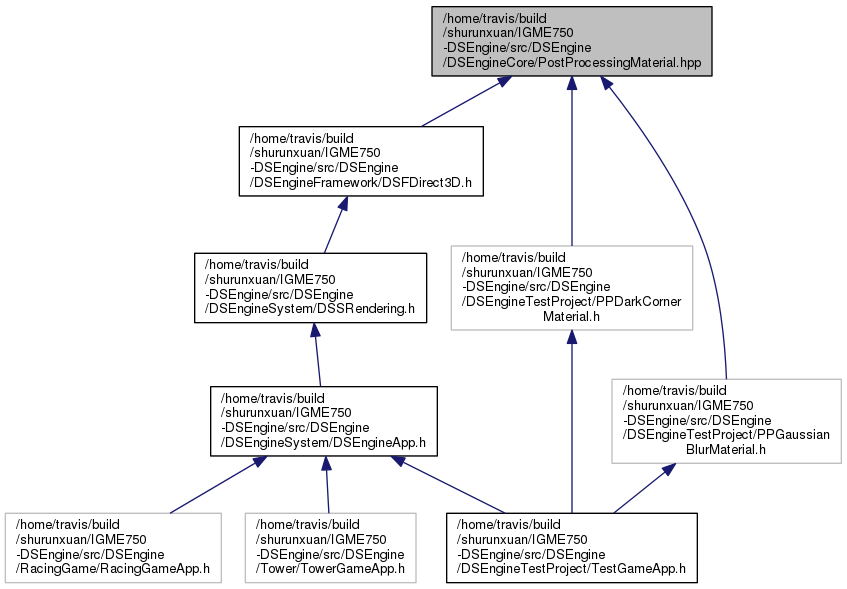 /home/travis/build
/shurunxuan/IGME750
-DSEngine/src/DSEngine
/DSEngineCore/PostProcessingMaterial.hpp
/home/travis/build
/shurunxuan/IGME750
-DSEngine/src/DSEngine
/DSEngineFramework/DSFDirect3D.h
/home/travis/build
/shurunxuan/IGME750
-DSEngine/src/DSEngine
/DSEngineSystem/DSSRendering.h
/home/travis/build
/shurunxuan/IGME750
-DSEngine/src/DSEngine
/DSEngineTestProject/PPDarkCorner
Material.h
/home/travis/build
/shurunxuan/IGME750
-DSEngine/src/DSEngine
/DSEngineSystem/DSEngineApp.h
/home/travis/build
/shurunxuan/IGME750
-DSEngine/src/DSEngine
/DSEngineTestProject/PPGaussian
BlurMaterial.h
/home/travis/build
/shurunxuan/IGME750
-DSEngine/src/DSEngine
/RacingGame/RacingGameApp.h
/home/travis/build
/shurunxuan/IGME750
-DSEngine/src/DSEngine
/Tower/TowerGameApp.h
/home/travis/build
/shurunxuan/IGME750
-DSEngine/src/DSEngine
/DSEngineTestProject/TestGameApp.h